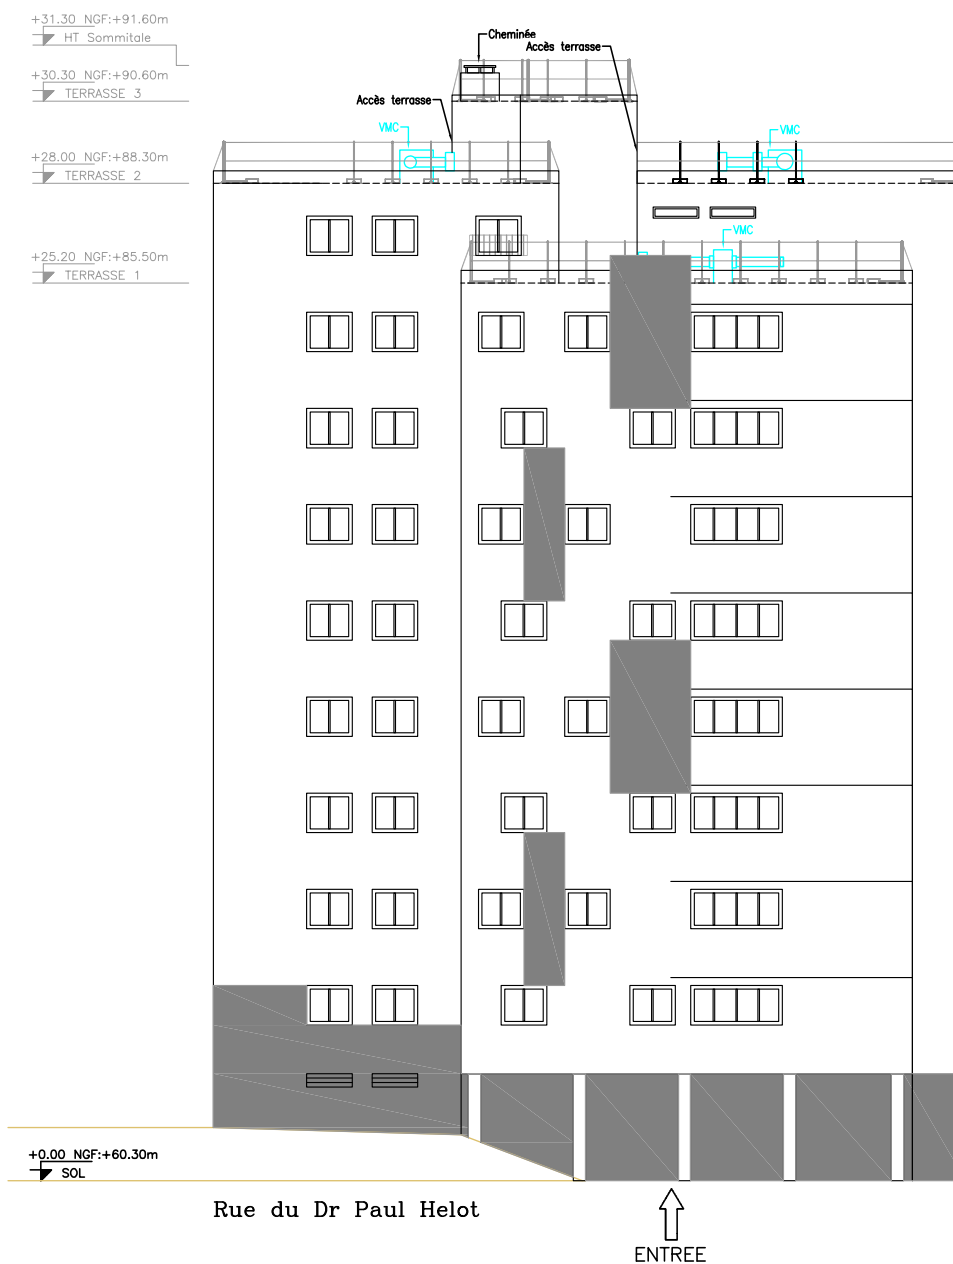 +31.30 NGF:+91.60m
HT Sommitale
Cheminée
Accès terrasse
+30.30 NGF:+90.60m
TERRASSE 3
Accès terrasse
VMC
VMC
+28.00 NGF:+88.30m
TERRASSE 2
VMC
+25.20 NGF:+85.50m
TERRASSE 1
+0.00 NGF:+60.30m
SOL
Rue du Dr Paul Helot
ENTREE